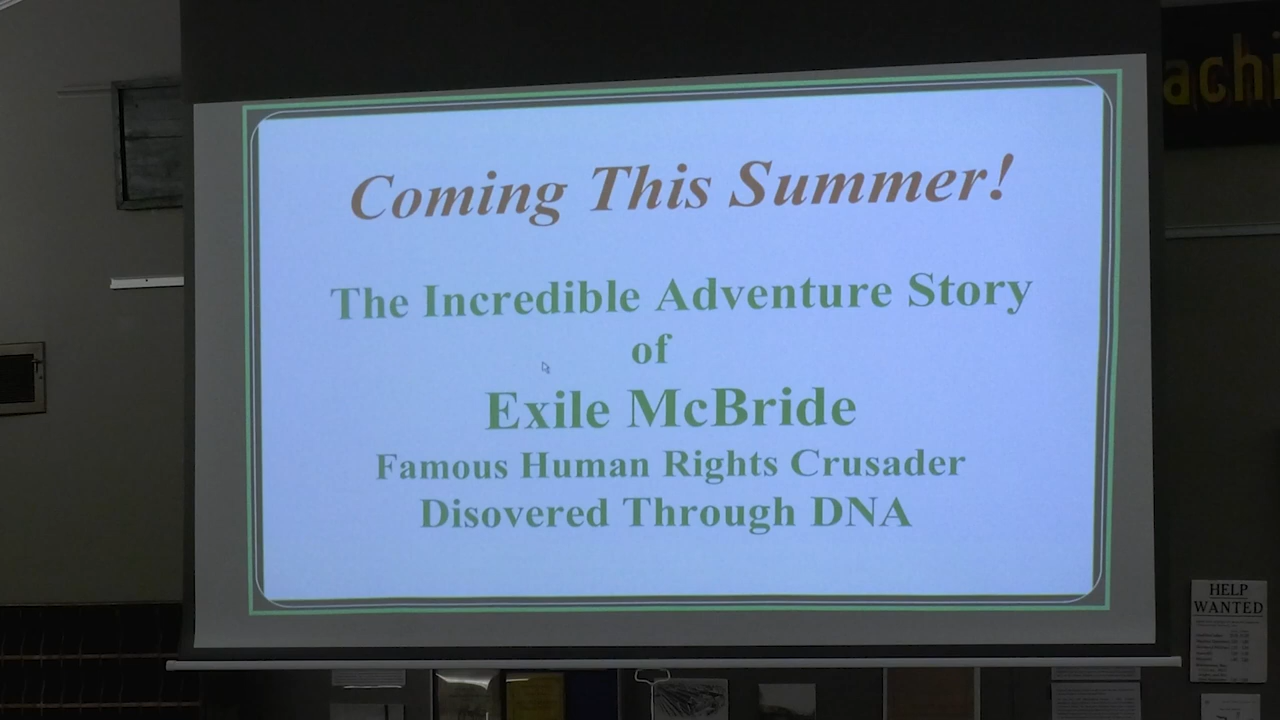 achi
Coming This Summer!
The Incredible Adventure Story
of
Exile McBride
Famous Human Rights Crusader
Disovered Through DNA
HELP
WANTED